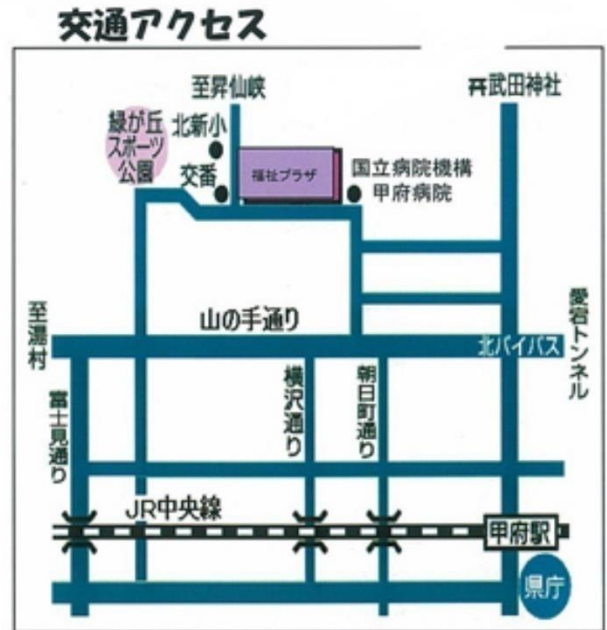 交通アクセス
至昇仙峡
武田神社
緑が丘
スポーツ
公園
北新小
交番
福祉プラザ
国立病院機構
甲府病院
山の手通り
至湯村
北バイパス
愛宕トンネル
富士見通り
横沢通り
朝日町通り
JR中央線
甲府駅
県庁